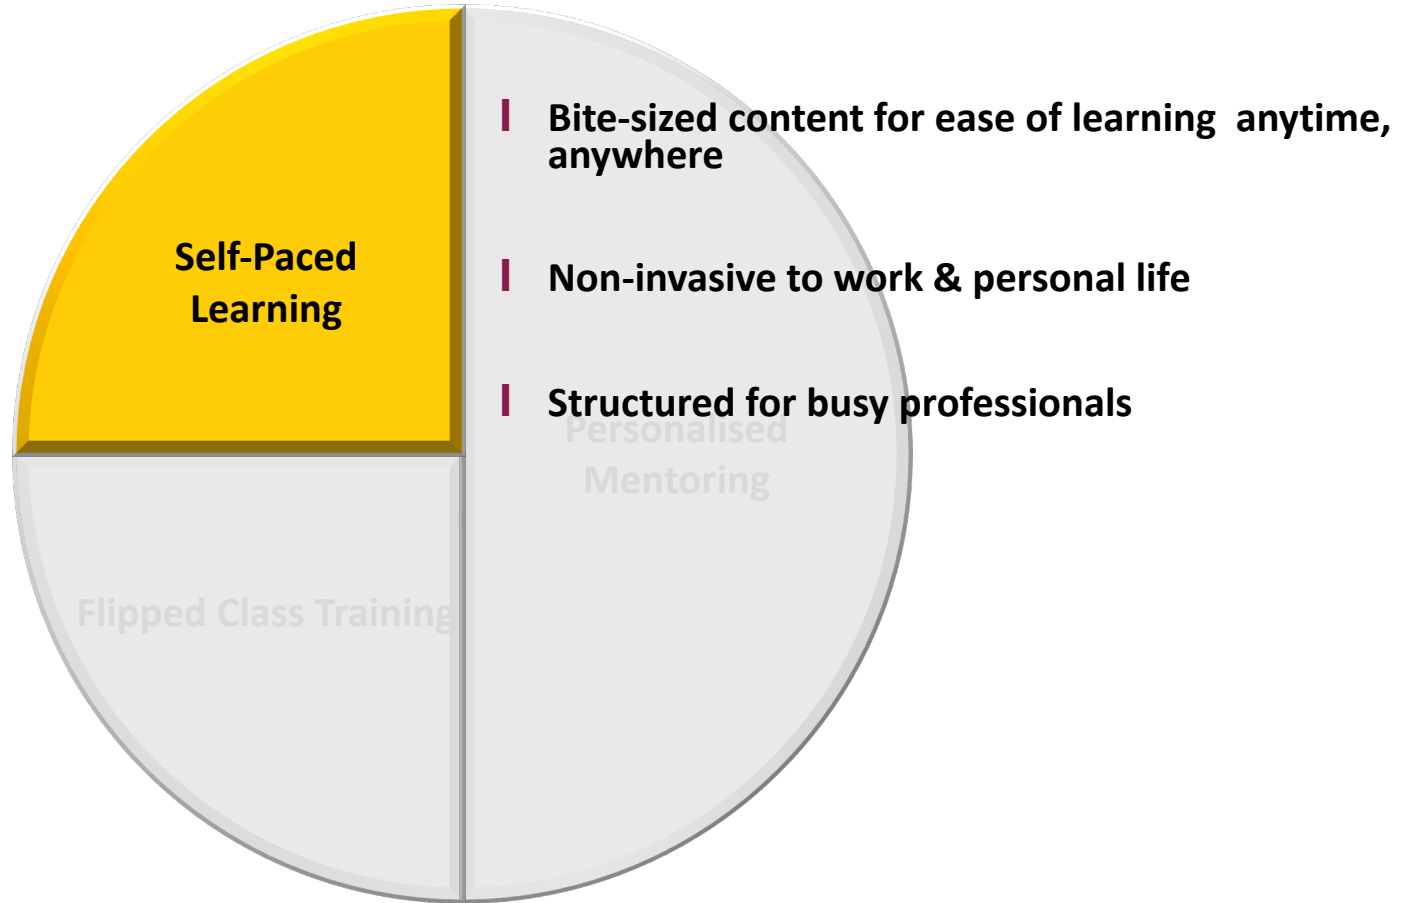 Self-Paced
Learning
Bite-sized content for ease of learning  anytime,
anywhere
Non-invasive to work & personal life
Structured for busy professionals
Personalised
Mentoring
Flipped Class Training